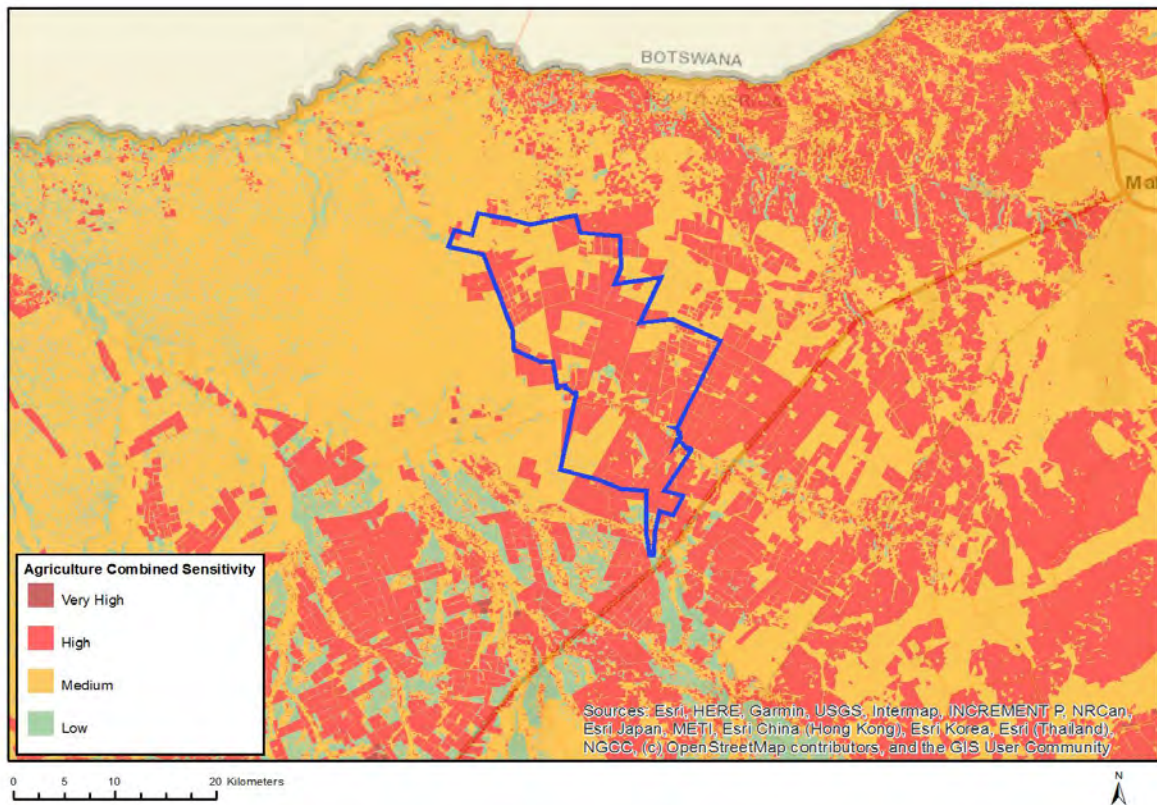 BOTSWANA
Ma
Agriculture Combined Sensitivity
Very High
High
Medium
Low
Sources: Esri, HERE, Garmin, USGS, Intermap, INCREMENT P, NRCan,
Esri Japan, METI, Esri China (Hong Kong), Esri Korea, Esri (Thailand),
NGCC, (c) OpenStreetMap contributors, and the GIS User Community
0 5 10 20 Kilometers
N